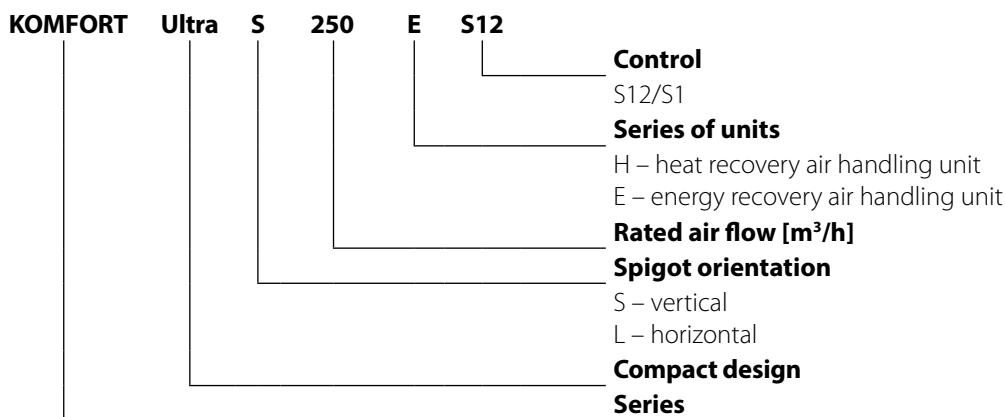 KOMFORT Ultra S 250 E S12
Control
S12/S1
Series of units
H – heat recovery air handling unit
E – energy recovery air handling unit
Rated air flow [m³/h]
Spigot orientation
S – vertical
L – horizontal
Compact design
Series